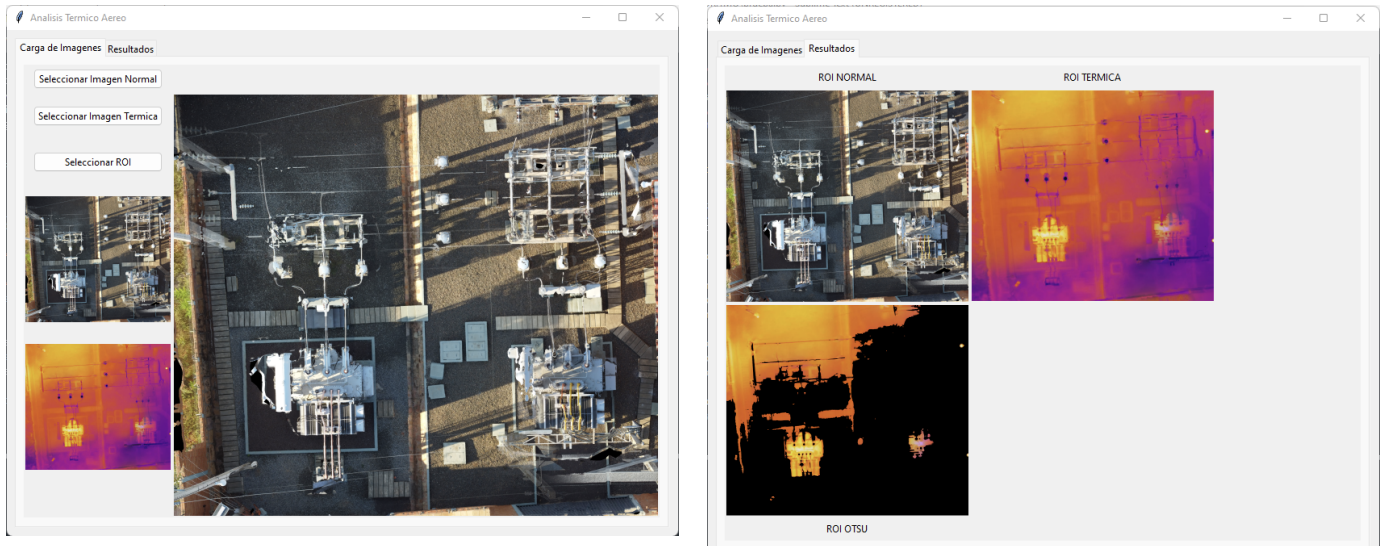 Analisis Termico Aereo
Carga de Imagenes Resultados
Seleccionar Imagen Normal
Seleccionar Imagen Termica
Seleccionar ROI
Analisis Termico Aereo
Carga de Imagenes Resultados
ROI NORMAL ROI TERMICA
ROI OTSU